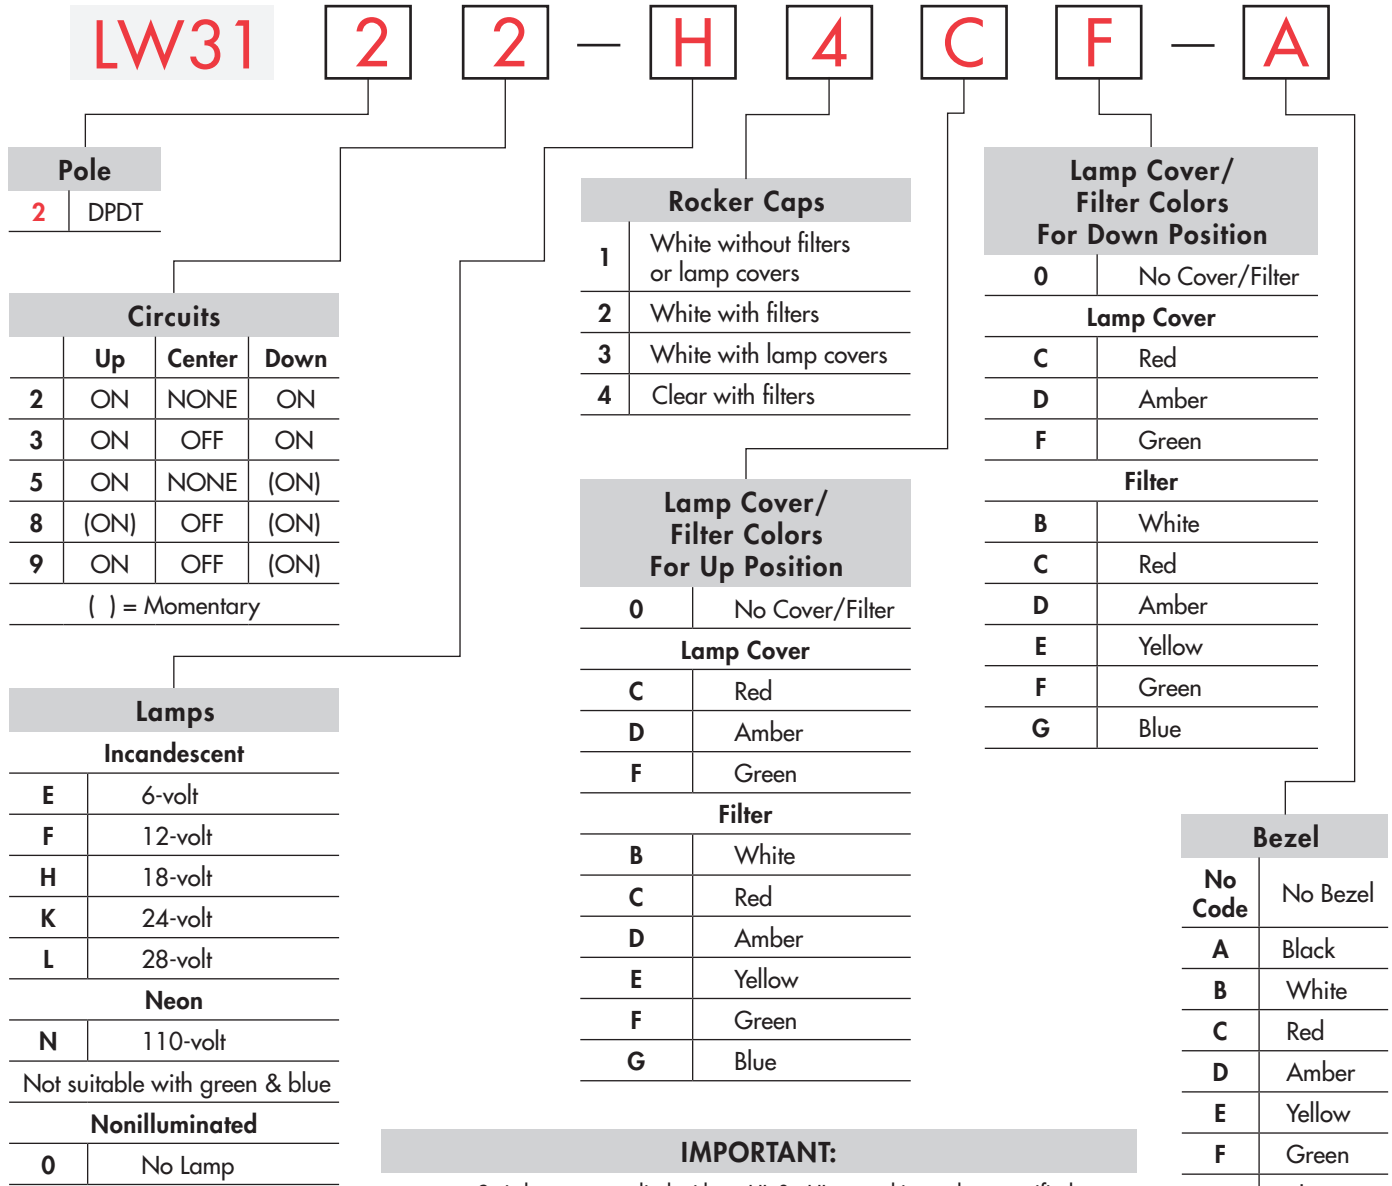 LW31 2 2 — H 4 C F — A
Pole
2 DPDT
Circuits
Up Center Down
2 ON NONE ON
3 ON OFF ON
5 ON NONE (ON)
8 (ON) OFF (ON)
9 ON OFF (ON)
( ) = Momentary
Lamps
Incandescent
E 6-volt
F 12-volt
H 18-volt
K 24-volt
L 28-volt
Neon
N 110-volt
Not suitable with green & blue
Nonilluminated
0 No Lamp
Rocker Caps
1 White without filters
or lamp covers
2 White with filters
3 White with lamp covers
4 Clear with filters
Lamp Cover/
Filter Colors
For Up Position
0 No Cover/Filter
Lamp Cover
C Red
D Amber
F Green
Filter
B White
C Red
D Amber
E Yellow
F Green
G Blue
Lamp Cover/
Filter Colors
For Down Position
0 No Cover/Filter
Lamp Cover
C Red
D Amber
F Green
Filter
B White
C Red
D Amber
E Yellow
F Green
G Blue
Bezel
No
Code No Bezel
A Black
B White
C Red
D Amber
E Yellow
F Green
IMPORTANT: